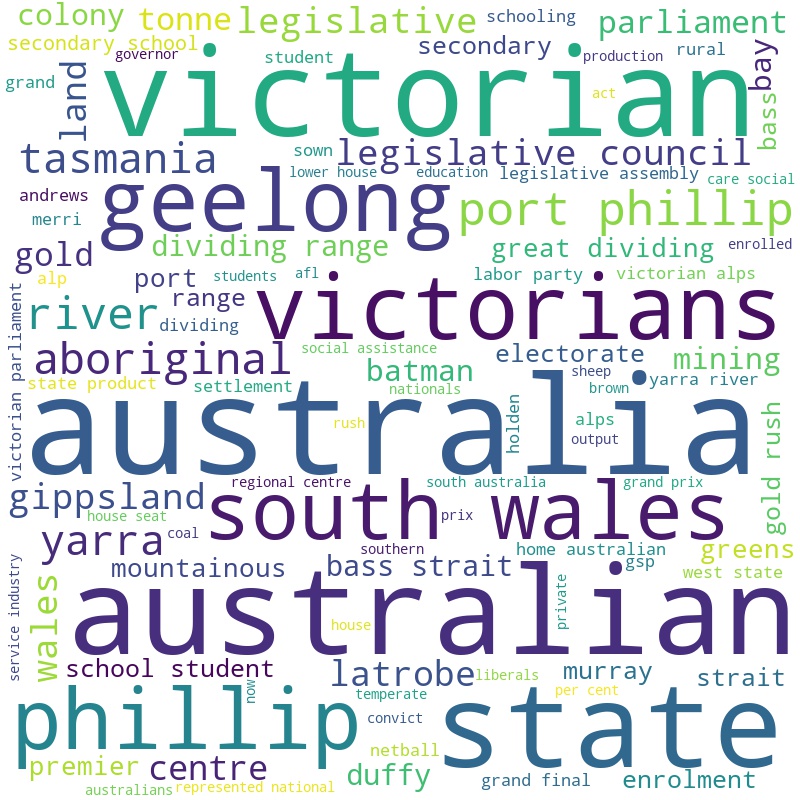 colony
tonne
legislative
schooling
parliament
secondary school
governor
student
secondary
production
rural
bay
grand
land
victorian
act
bass
tasmania
sown
legislative council
lower house
education
legislative assembly
care social
andrews
geelong
port phillip
merri
gold
dividing range
great dividing
enrolled
alp
port
students
afl
labor party
victorian alps
river
range
victorians
dividing
victorian parliament
aboriginal
social assistance
electorate
mining
state product
settlement
batman
sheep
yarra river
nationals
brown
australia
rush
holden
alps
output
gold rush
regional centre
south australia
grand prix
gippsland
south wales
house seat
prix
yarra
coal
southern
home australian
greens
service industry
mountainous
bass strait
gsp
west state
wales
australian
private
house
school student
latrobe
liberals
murray
strait
now
phillip
temperate
per cent
state
convict
netball
premier
centre
duffy
grand final
enrolment
australians
represented national